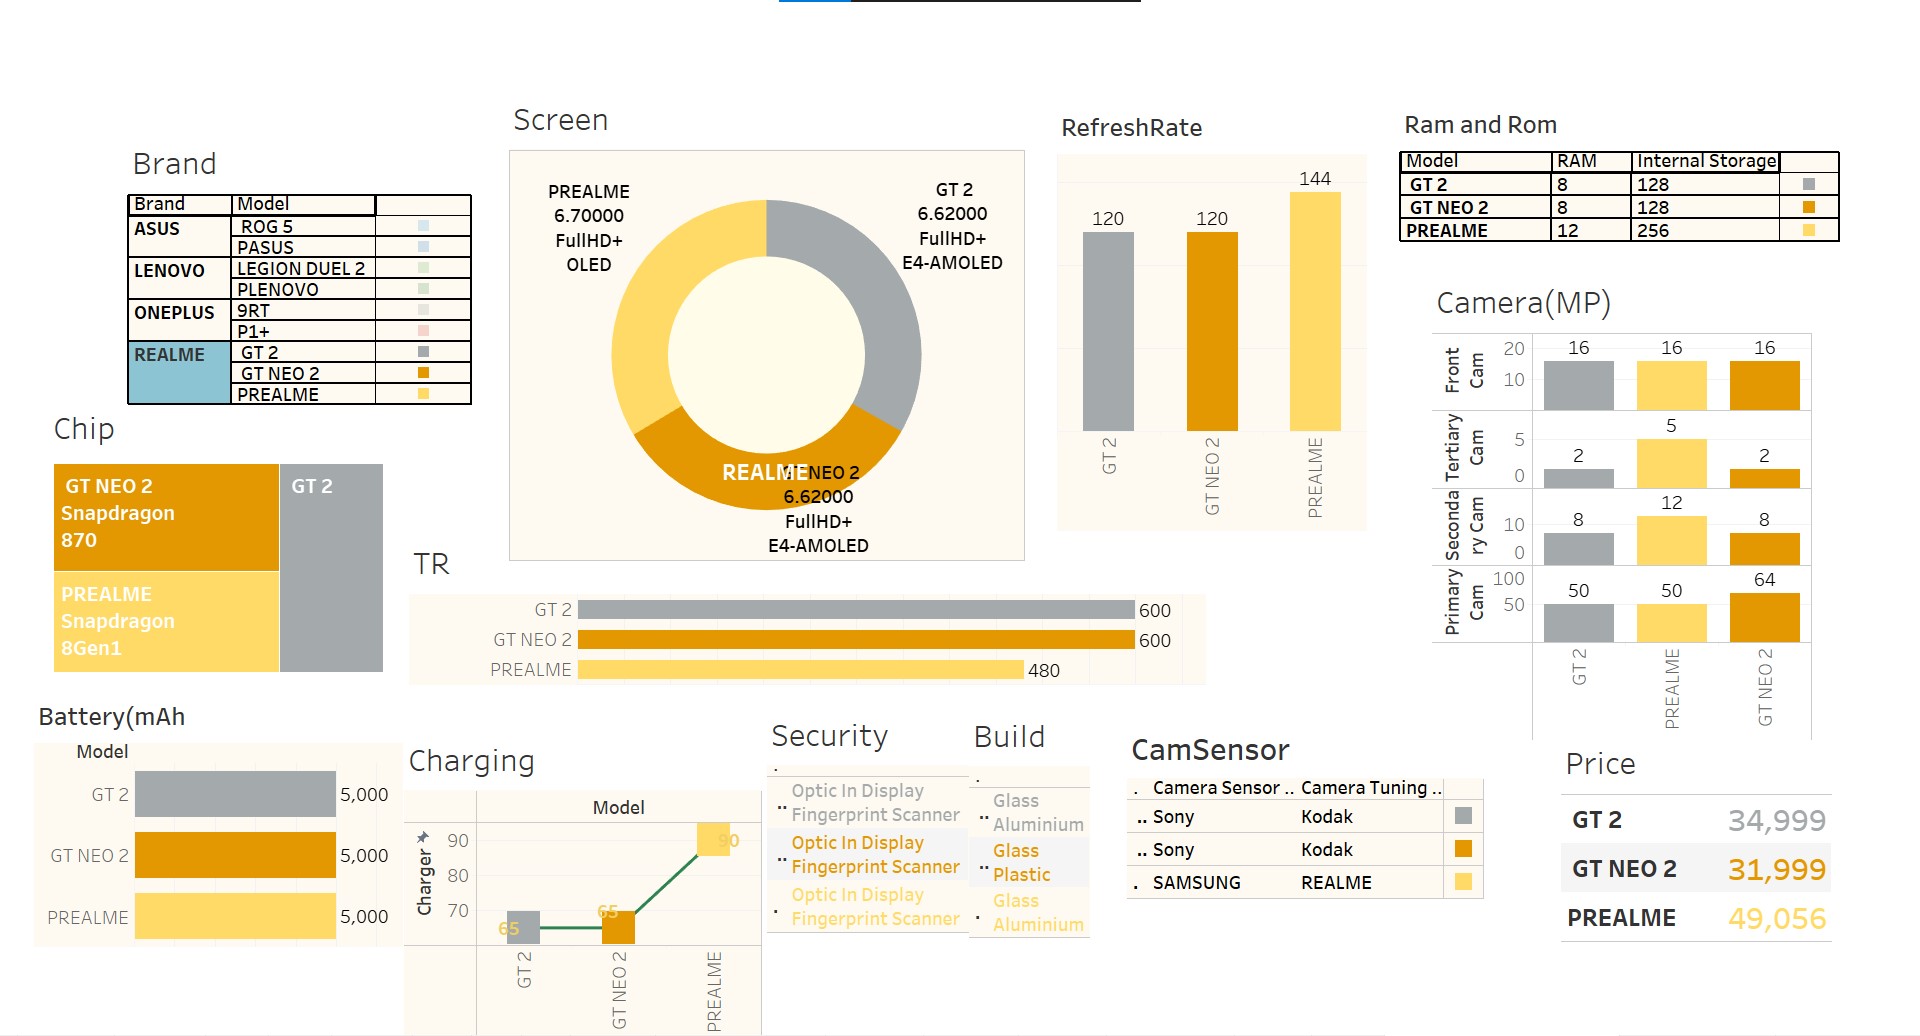 Screen
RefreshRate
Ram and Rom
Brand
Brand Model
ASUS ROG 5
PASUS
LENOVO LEGION DUEL 2
PLENOVO
ONEPLUS 9RT
P1+
REALME GT 2
GT NEO 2
PREALME
PREALME
6.70000
FullHD+
OLED
GT 2
6.62000
FullHD+
E4-AMOLED
REALME
GT NEO 2
6.62000
FullHD+
E4-AMOLED
120
120
144
GT 2
GT NEO 2
PREALME
Model RAM Internal Storage
GT 2 8 128
GT NEO 2 8 128
PREALME 12 256
Camera(MP)
Front
Cam
20
10
16 16 16
Tertiary
Cam
5
0
2 5 2
Seconda
ry Cam
10
0
8 12 8
Primary
Cam
100
50
50 50 64
GT 2
PREALME
GT NEO 2
Chip
GT NEO 2
Snapdragon
870
GT 2
PREALME
Snapdragon
8Gen1
TR
GT 2 600
GT NEO 2 600
PREALME 480
Battery(mAh
Model
GT 2 5,000
GT NEO 2 5,000
PREALME 5,000
Charging
Model
Charger
90
80
70
65
65
90
GT 2
GT NEO 2
PREALME
Security
.
.. Optic In Display
Fingerprint Scanner
.. Optic In Display
Fingerprint Scanner
. Optic In Display
Fingerprint Scanner
Build
.
.. Glass
Aluminium
.. Glass
Plastic
. Glass
Aluminium
CamSensor
. Camera Sensor .. Camera Tuning ..
.. Sony Kodak
.. Sony Kodak
. SAMSUNG REALME
Price
GT 2 34,999
GT NEO 2 31,999
PREALME 49,056